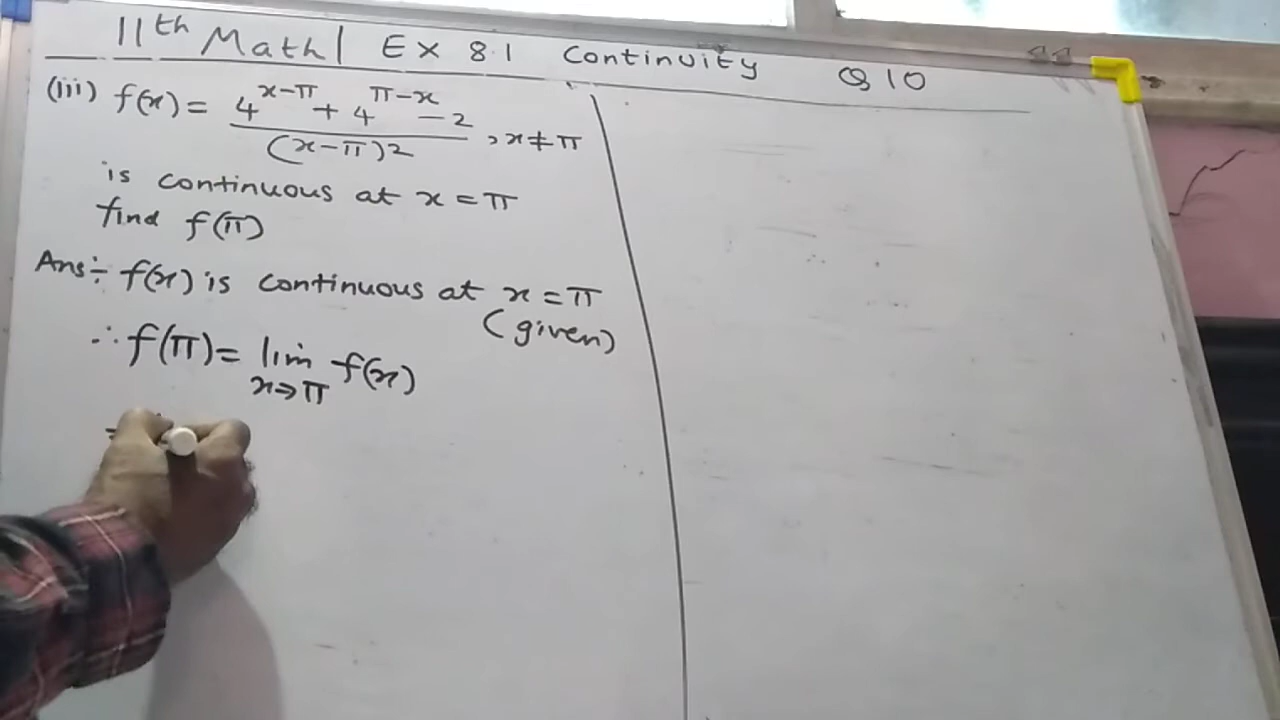 11th Math | Ex 8.1 Continuity Q 10
(iii) f(x) = 4^x-π + 4^π-x - 2 / (x-π)2 , x≠π
is continuous at x = π
find f(π)
Ans:- f(x) is continuous at x = π
(given)
∴ f(π) = lim x→π f(x)
=